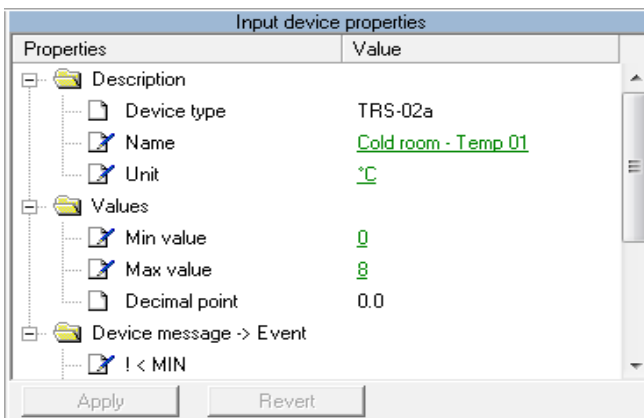 Input device properties
Properties Value
Description
Device type TRS-02a
Name Cold room - Temp 01
Unit °C
Values
Min value 0
Max value 8
Decimal point 0.0
Device message -> Event
! < MIN
Apply Revert